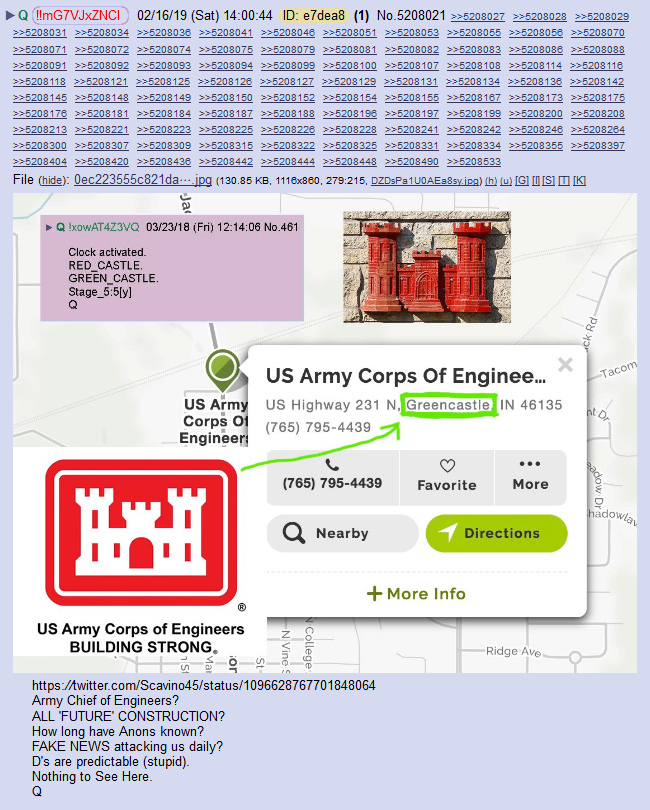 ▶ Q !!mG7VJxZNCI 02/16/19 (Sat) 14:00:44 ID: e7dea8 (1) No.5208021 >>5208027 >>5208028 >>5208029
>>5208031 >>5208034 >>5208036 >>5208041 >>5208046 >>5208051 >>5208053 >>5208055 >>5208056 >>5208070
>>5208071 >>5208072 >>5208074 >>5208075 >>5208079 >>5208081 >>5208082 >>5208083 >>5208086 >>5208088
>>5208091 >>5208092 >>5208093 >>5208094 >>5208099 >>5208100 >>5208107 >>5208108 >>5208114 >>5208116
>>5208118 >>5208121 >>5208125 >>5208126 >>5208127 >>5208129 >>5208131 >>5208134 >>5208136 >>5208142
>>5208145 >>5208148 >>5208149 >>5208150 >>5208152 >>5208154 >>5208155 >>5208167 >>5208173 >>5208175
>>5208176 >>5208181 >>5208184 >>5208187 >>5208188 >>5208196 >>5208197 >>5208199 >>5208200 >>5208208
>>5208213 >>5208221 >>5208223 >>5208225 >>5208226 >>5208228 >>5208241 >>5208242 >>5208246 >>5208264
>>5208300 >>5208307 >>5208309 >>5208315 >>5208322 >>5208325 >>5208331 >>5208334 >>5208355 >>5208397
>>5208404 >>5208420 >>5208436 >>5208442 >>5208444 >>5208448 >>5208490 >>5208533
File (hide): 0ec223555c821da⋯.jpg (130.85 KB, 1116x860, 279:215, DZDsPa1U0AEa8sy.jpg) (h) (u) [G] [I] [S] [T] [K]
▶ Q !xowAT4Z3VQ 03/23/18 (Fri) 12:14:06 No.461
Clock activated.
RED_CASTLE.
GREEN_CASTLE.
Stage_5:5[y]
Q
US Army
Corps Of
Engineers
US Army Corps Of Enginee...
US Highway 231 N, Greencastle, IN 46135
(765) 795-4439
(765) 795-4439
Favorite
More
Nearby
Directions
+ More Info
Tacom
Ridge Ave
N College
N Vine S
US Army Corps of Engineers
BUILDING STRONG®
https://twitter.com/Scavino45/status/1096628767701848064
Army Chief of Engineers?
ALL 'FUTURE' CONSTRUCTION?
How long have Anons known?
FAKE NEWS attacking us daily?
D's are predictable (stupid).
Nothing to See Here.
Q